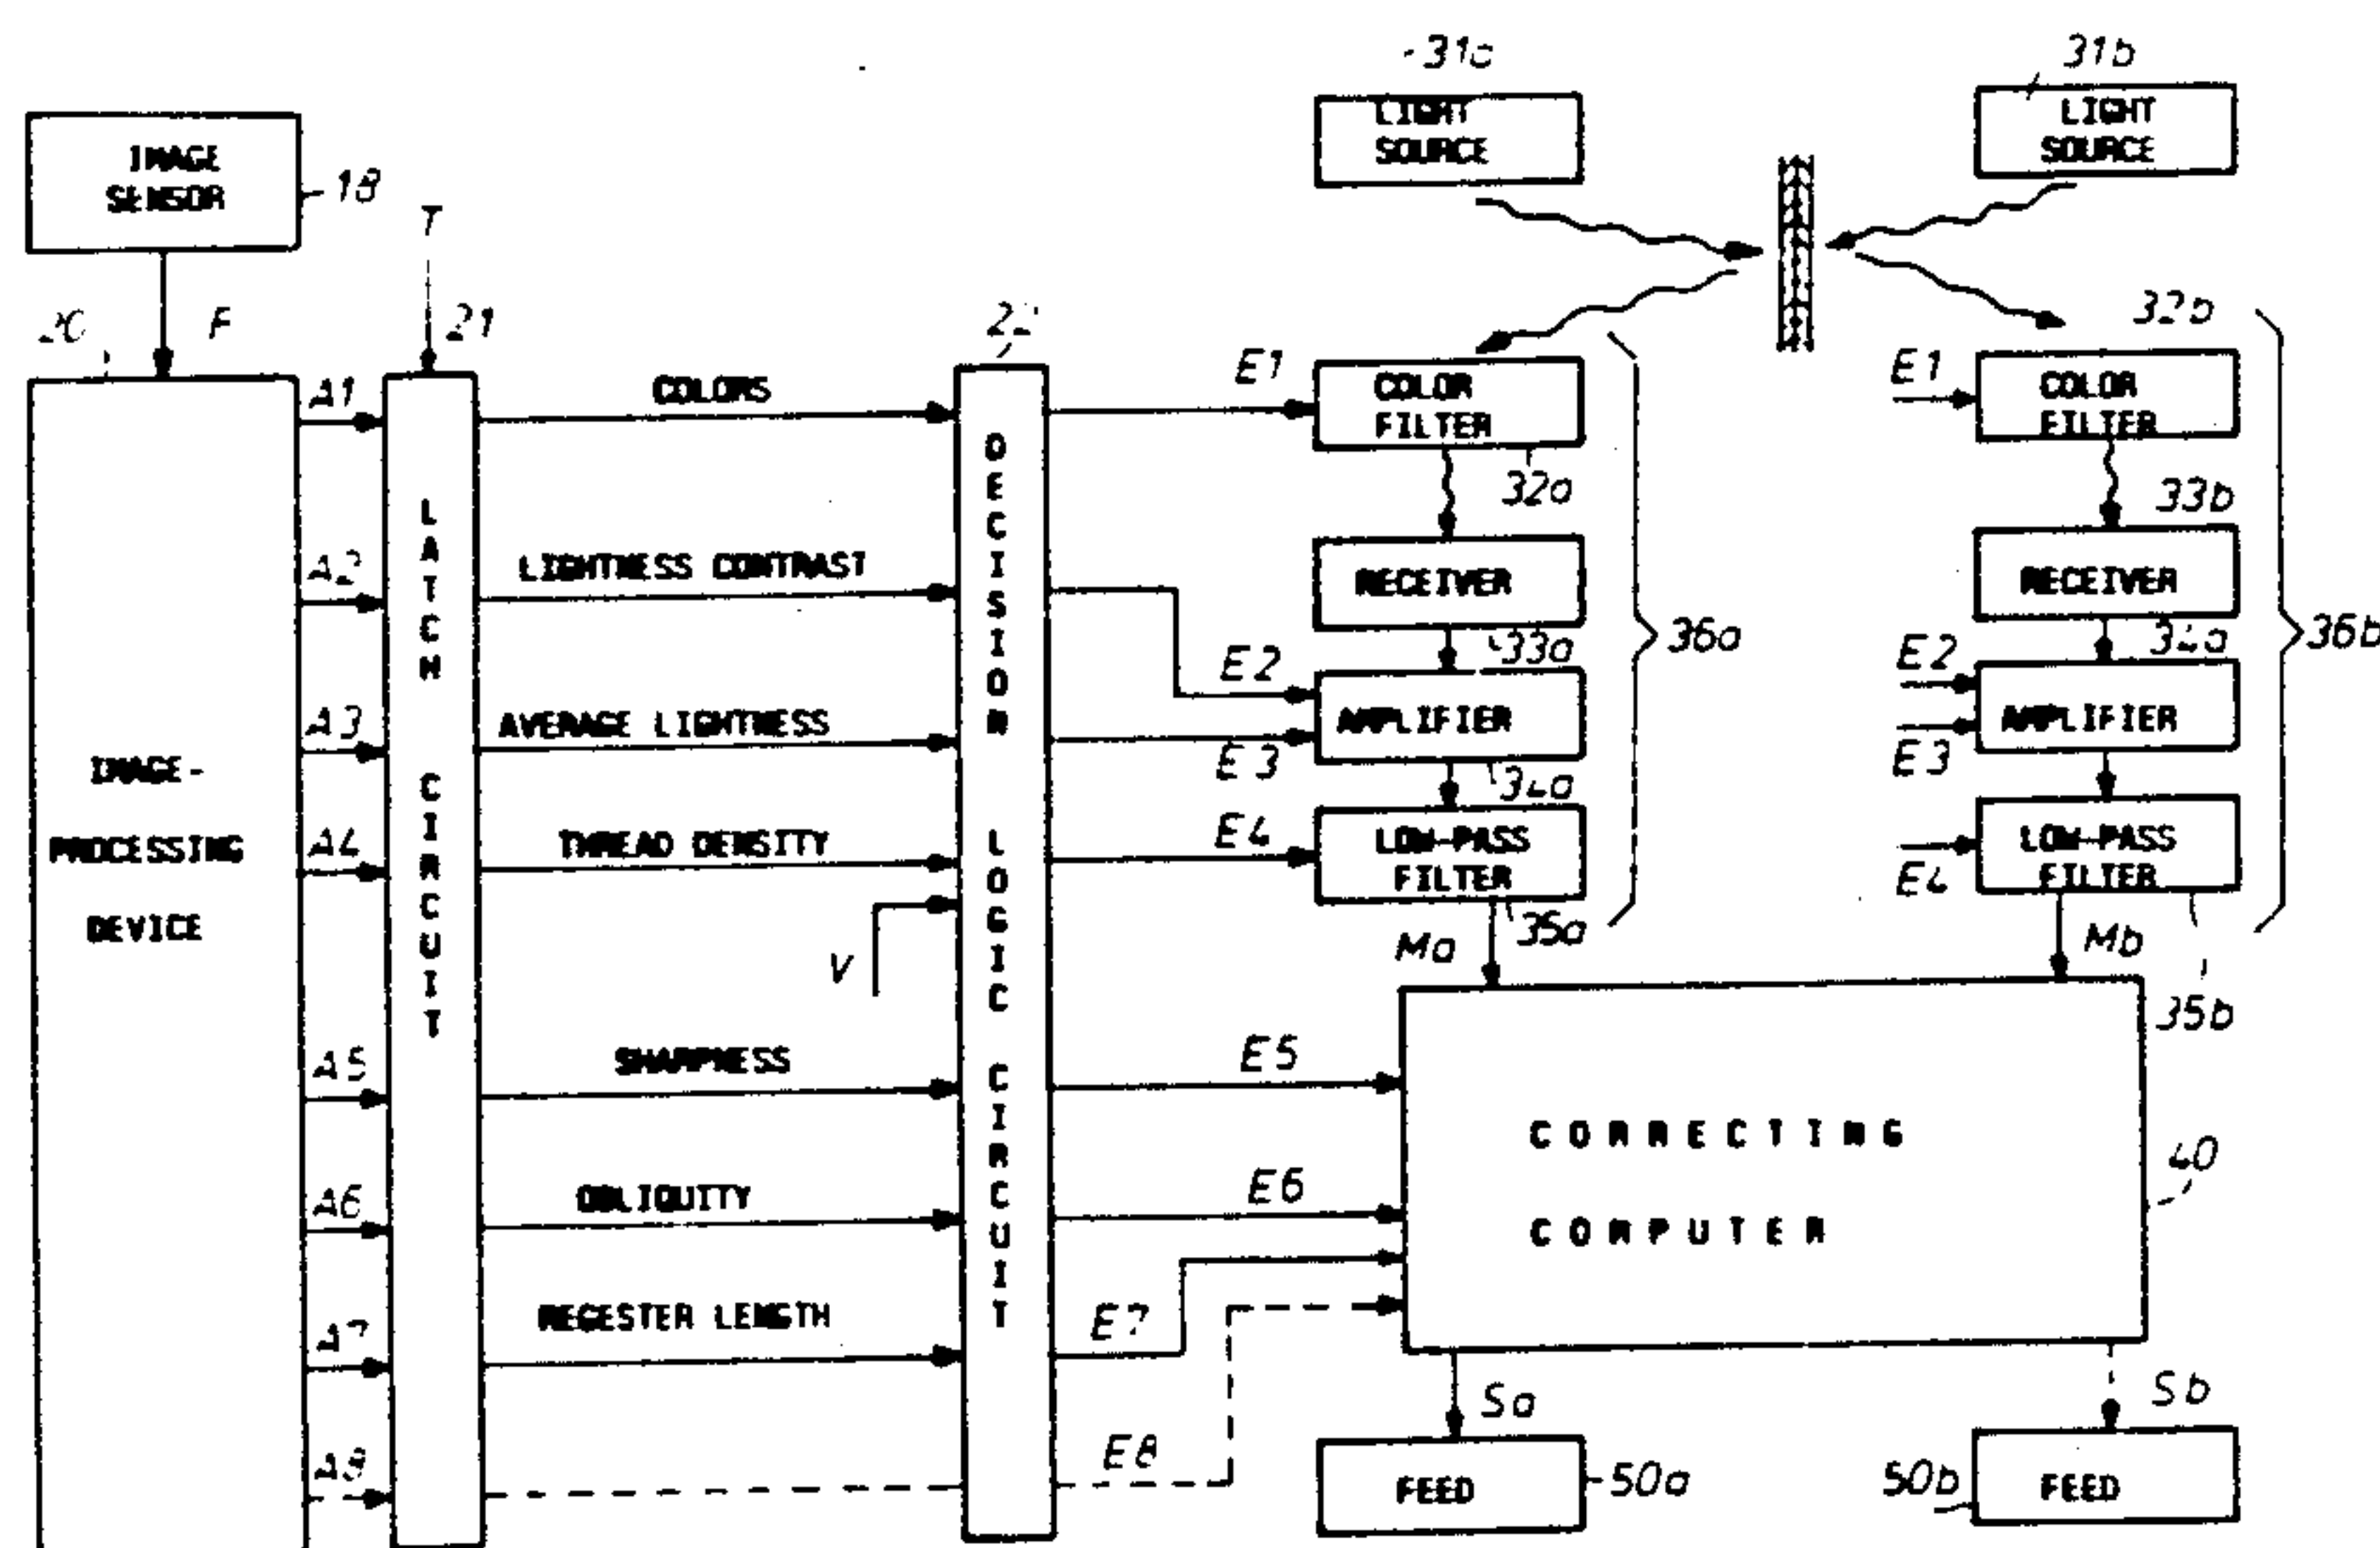 IMAGE
SENSOR
18
T
F
21
A1
A2
A3
A4
A5
A6
A7
A8
IMAGE-
PROCESSING
DEVICE
LATCH CIRCUIT
COLORS
LIGHTNESS CONTRAST
AVERAGE LIGHTNESS
THREAD DENSITY
V
SHARPNESS
OBLIQUITY
REGESTER LENGTH
DECISION LOGIC CIRCUIT
E1
E2
E3
E4
E5
E6
E7
E8
LIGHT
SOURCE
31b
LIGHT
SOURCE
COLOR
FILTER
32a
RECEIVER
33a
AMPLIFIER
34a
LOW-PASS
FILTER
35a
36a
Ma
32b
E1
COLOR
FILTER
33b
RECEIVER
34a
E2
E3
AMPLIFIER
E4
LOW-PASS
FILTER
36b
Mb
35b
CORRECTING
COMPUTER
40
Sa
Sb
FEED
50a
50b
FEED